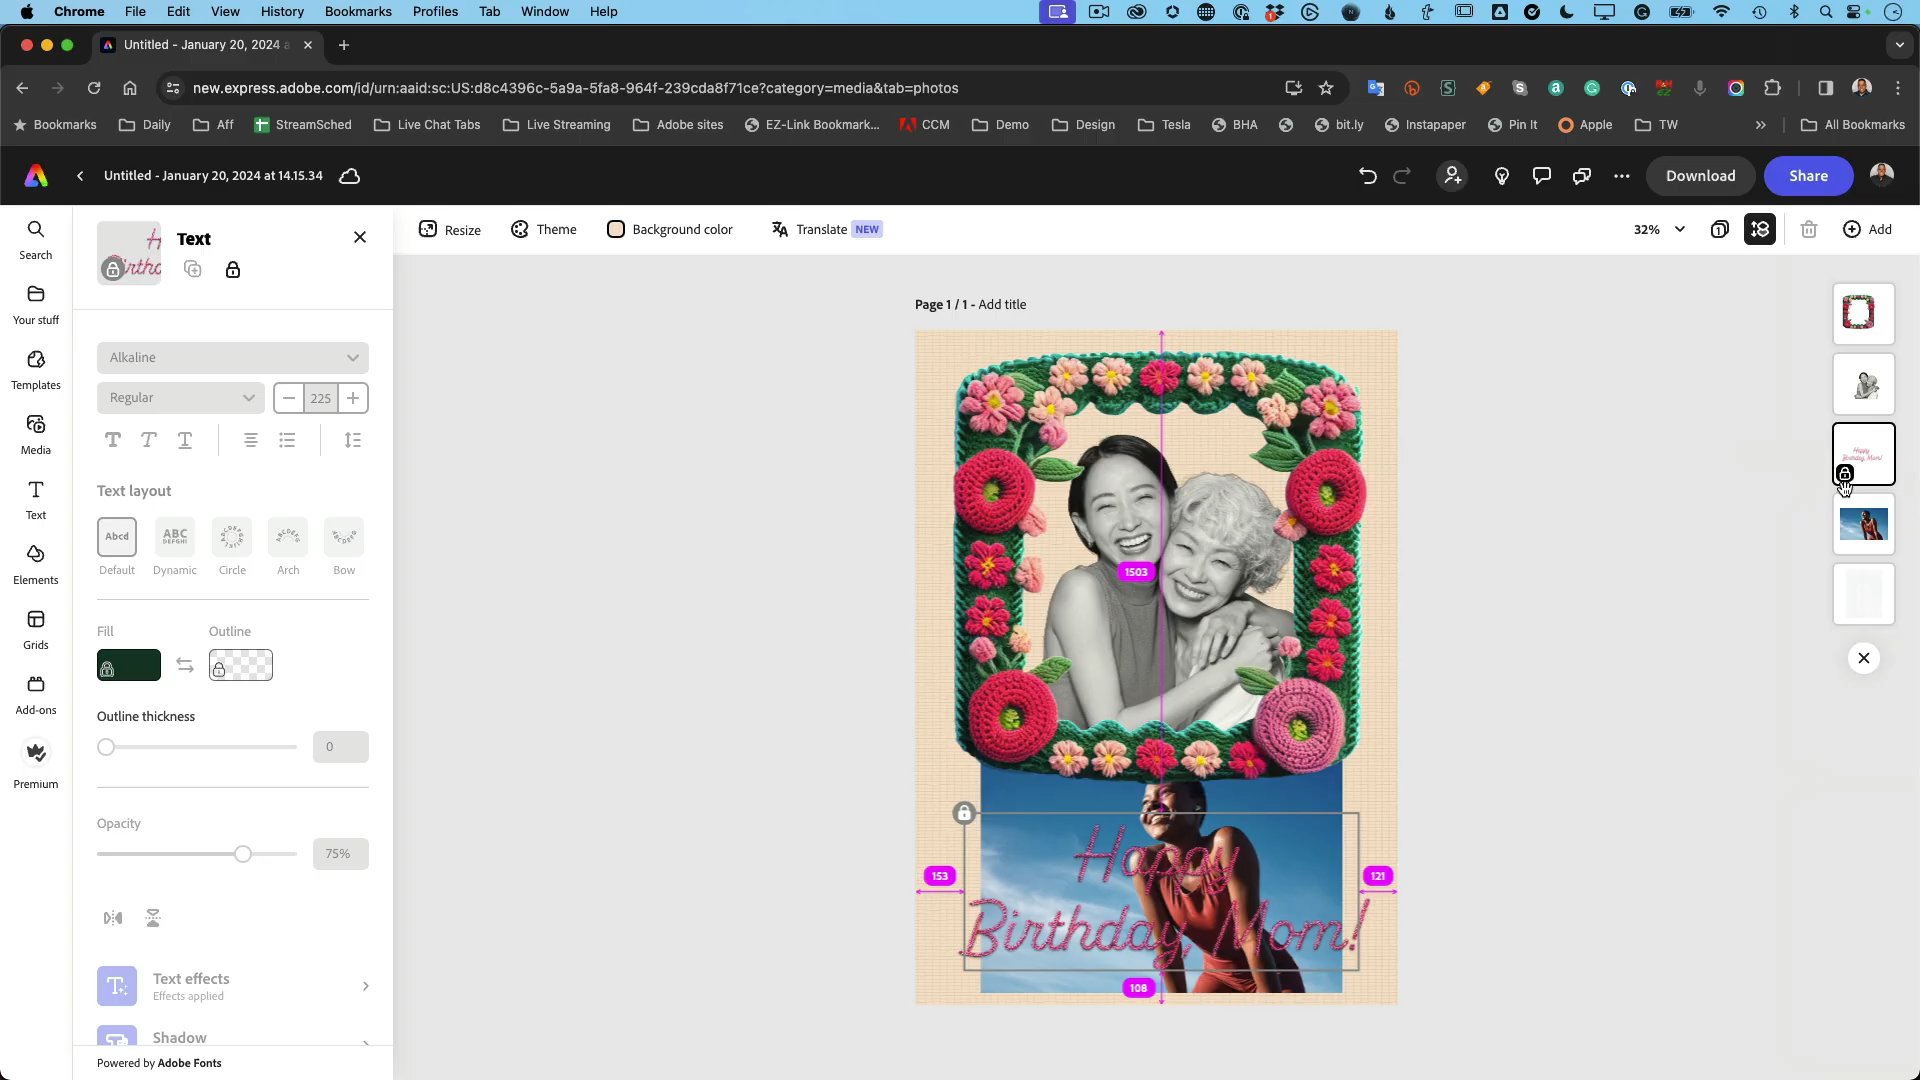 Chrome File Edit View History Bookmarks Profiles Tab Window Help
Untitled - January 20, 2024 a
new.express.adobe.com/id/urn:aaid:sc:US:d8c4396c-5a9a-5fa8-964f-239cda8f71ce?category=media&tab=photos
Bookmarks Daily Aff StreamSched Live Chat Tabs Live Streaming Adobe sites EZ-Link Bookmark... CCM Demo Design Tesla BHA bit.ly Instapaper Pin It Apple TW All Bookmarks
Untitled - January 20, 2024 at 14.15.34
Download
Share
Search
Your stuff
Templates
Media
Text
Elements
Grids
Add-ons
Premium
Text
Alkaline
Regular
225
Text layout
Abcd
ABC
DEFGHI
Default Dynamic Circle Arch Bow
Fill Outline
Outline thickness
0
Opacity
75%
Text effects
Effects applied
Shadow
Powered by Adobe Fonts
Resize Theme Background color Translate NEW
32%
1
Add
Page 1 / 1 - Add title
1503
153
121
108
Happy
Birthday, Mom!
Happy
Birthday, Mom!